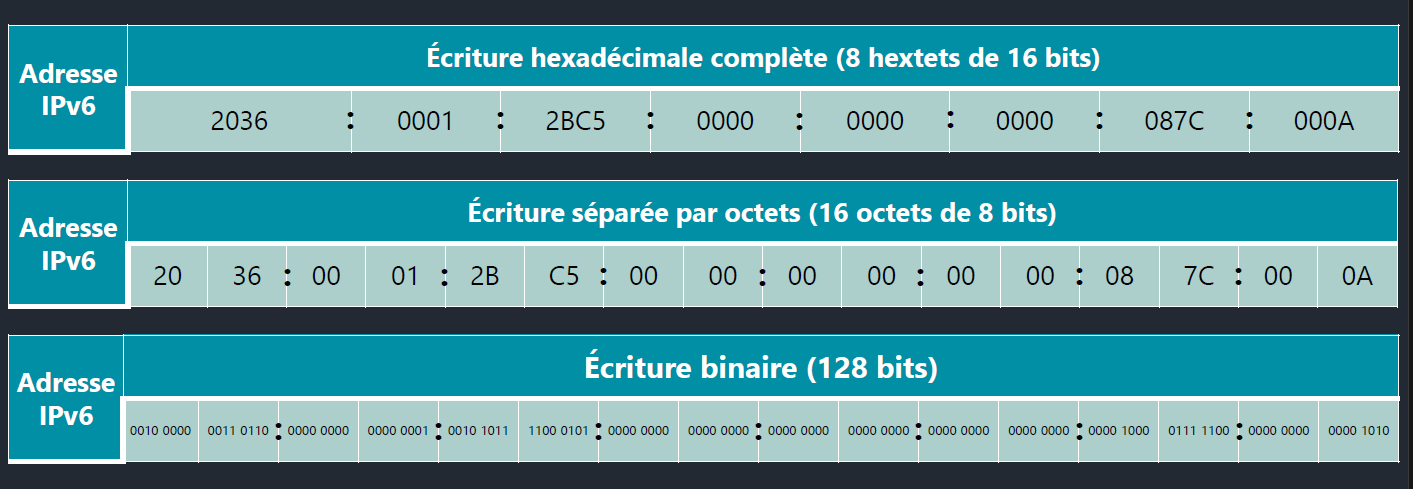 Adresse
IPv6
Écriture hexadécimale complète (8 hextets de 16 bits)
2036 : 0001 : 2BC5 : 0000 : 0000 : 0000 : 087C : 000A
Adresse
IPv6
Écriture séparée par octets (16 octets de 8 bits)
20 36 : 00 01 : 2B C5 : 00 00 : 00 00 : 00 00 : 08 7C : 00 0A
Adresse
IPv6
Écriture binaire (128 bits)
0010 0000 0011 0110 : 0000 0000 0000 0001 : 0010 1011 1100 0101 : 0000 0000 0000 0000 : 0000 0000 0000 0000 : 0000 0000 0000 0000 : 0000 1000 0111 1100 : 0000 0000 0000 1010